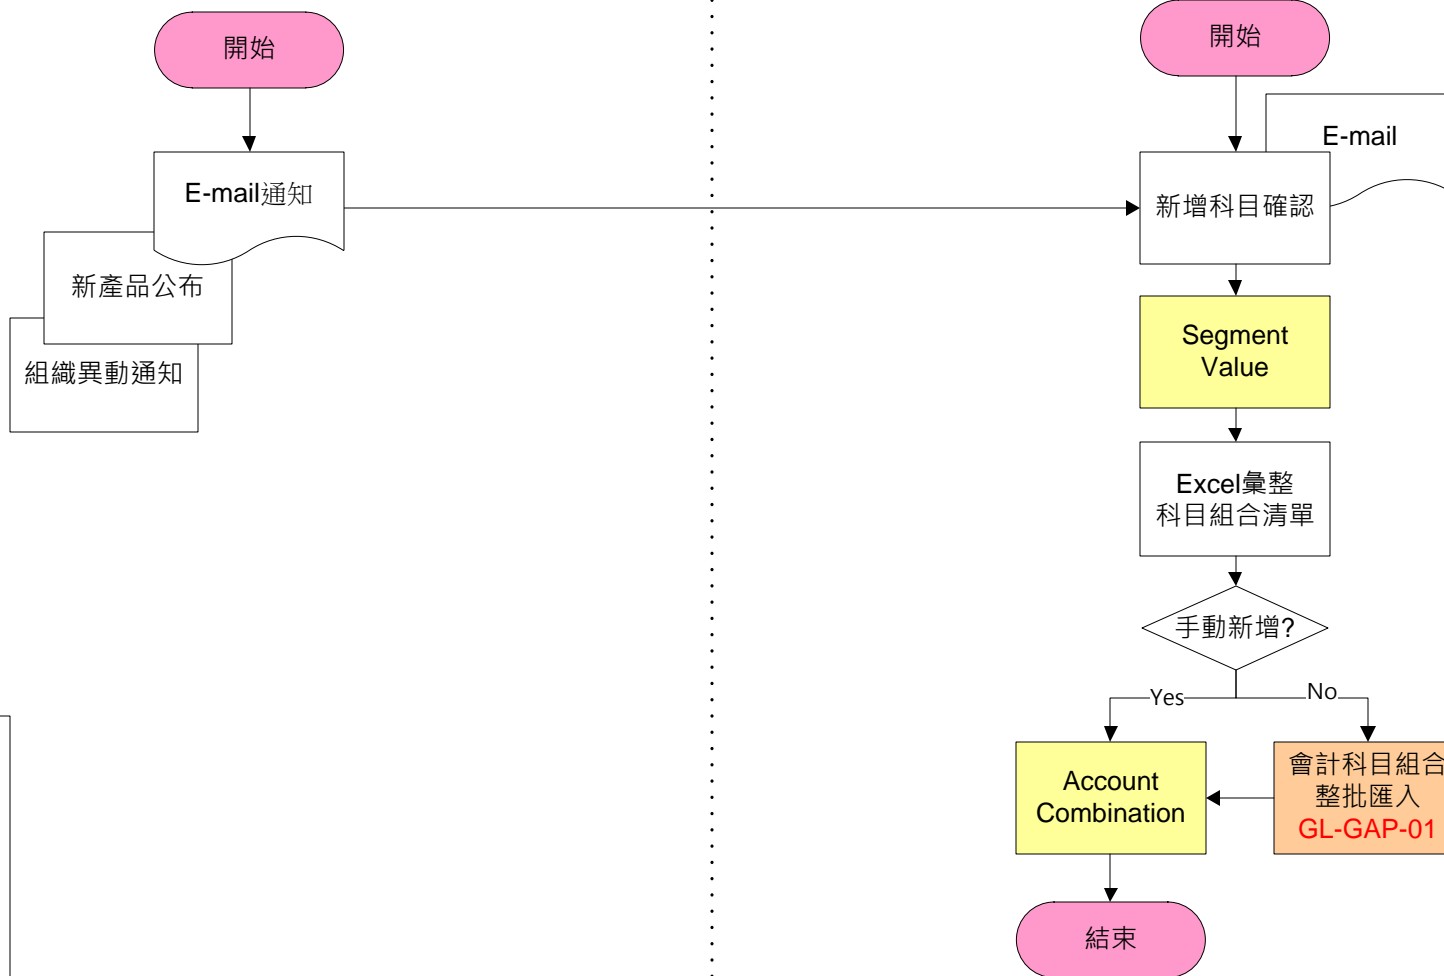 開始
E-mail通知
新產品公布
組織異動通知
開始
E-mail
新增科目確認
Segment
Value
Excel彙整
科目組合清單
手動新增?
Yes
No
Account
Combination
會計科目組合
整批匯入
GL-GAP-01
結束